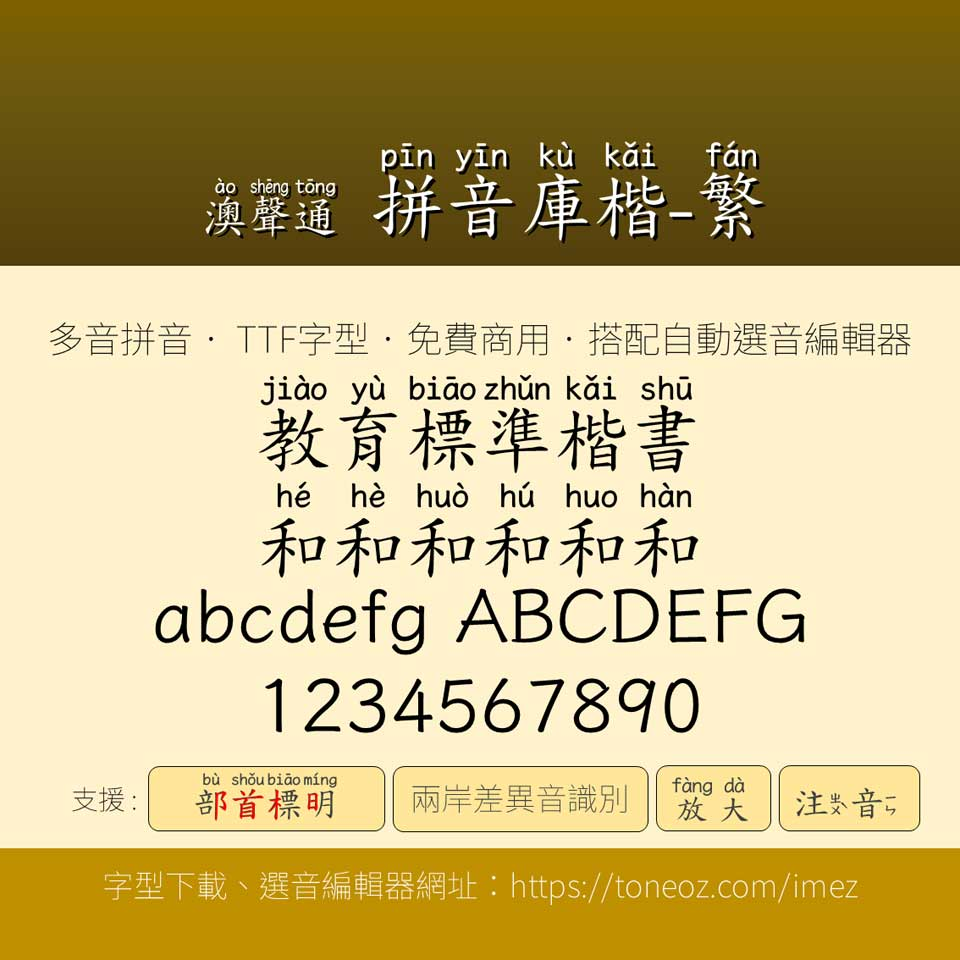 ào shēng tōng pīn yīn kù kǎi fán
澳聲通 拼音庫楷-繁
多音拼音．TTF字型．免費商用．搭配自動選音編輯器
jiào yù biāo zhǔn kǎi shū
教育標準楷書
hé hè huò hú huo hàn
和和和和和和
abcdefg ABCDEFG
1234567890
bù shǒu biāo míng fàng dà
支援: 部首標明 兩岸差異音識別 放大 注ㄓㄨ音ㄧㄣ
字型下載、選音編輯器網址：https://toneoz.com/imez